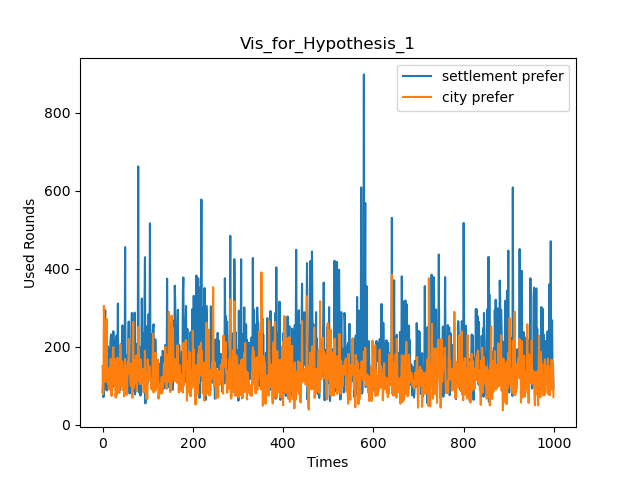 Vis_for_Hypothesis_1
settlement prefer
city prefer
Used Rounds
800
600
400
200
0
0 200 400 600 800 1000
Times